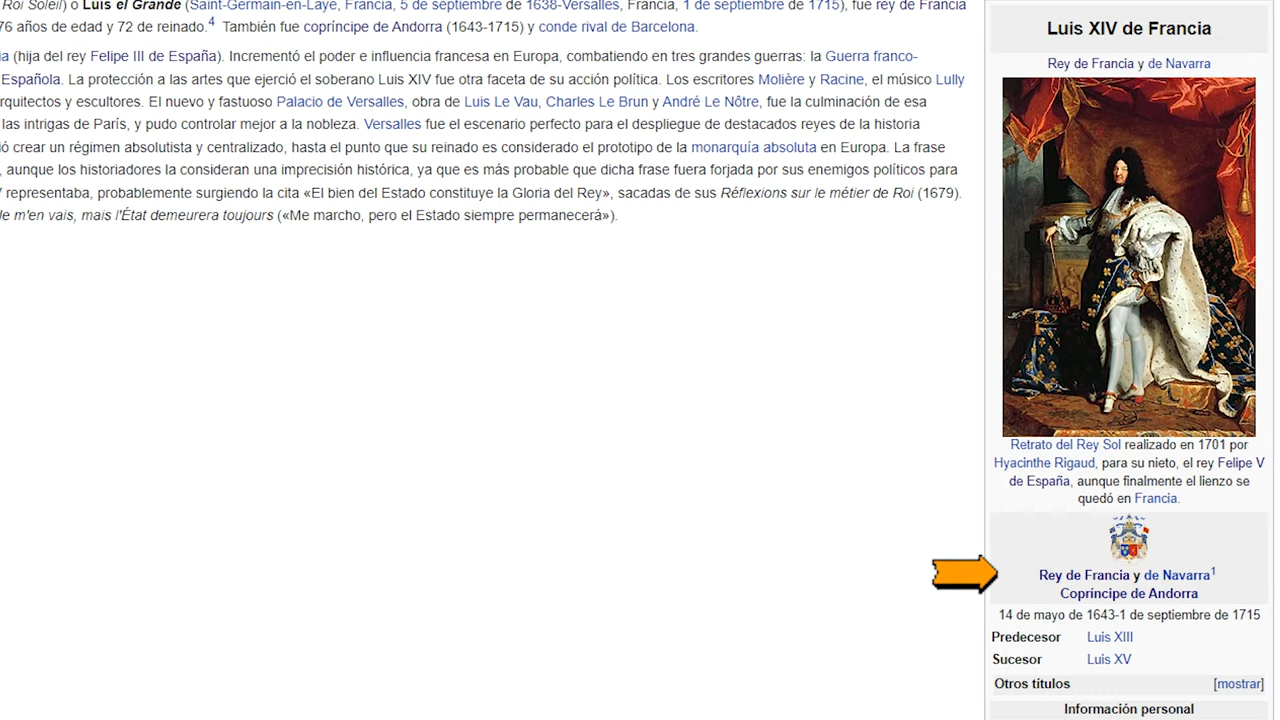 Roi Soleil) o Luis el Grande (Saint-Germain-en-Laye, Francia, 5 de septiembre de 1638-Versalles, Francia, 1 de septiembre de 1715), fue rey de Francia
76 años de edad y 72 de reinado.4 También fue copríncipe de Andorra (1643-1715) y conde rival de Barcelona.
(hija del rey Felipe III de España). Incrementó el poder e influencia francesa en Europa, combatiendo en tres grandes guerras: la Guerra franco-
Española. La protección a las artes que ejerció el soberano Luis XIV fue otra faceta de su acción política. Los escritores Molière y Racine, el músico Lully
rquitectos y escultores. El nuevo y fastuoso Palacio de Versalles, obra de Luis Le Vau, Charles Le Brun y André Le Nôtre, fue la culminación de esa
las intrigas de París, y pudo controlar mejor a la nobleza. Versalles fue el escenario perfecto para el despliegue de destacados reyes de la historia
ió crear un régimen absolutista y centralizado, hasta el punto que su reinado es considerado el prototipo de la monarquía absoluta en Europa. La frase
, aunque los historiadores la consideran una imprecisión histórica, ya que es más probable que dicha frase fuera forjada por sus enemigos políticos para
representaba, probablemente surgiendo la cita «El bien del Estado constituye la Gloria del Rey», sacadas de sus Réflexions sur le métier de Roi (1679).
Je m'en vais, mais l'État demeurera toujours («Me marcho, pero el Estado siempre permanecerá»).
Luis XIV de Francia
Rey de Francia y de Navarra
Retrato del Rey Sol realizado en 1701 por
Hyacinthe Rigaud, para su nieto, el rey Felipe V
de España, aunque finalmente el lienzo se
quedó en Francia.
Rey de Francia y de Navarra1
Copríncipe de Andorra
14 de mayo de 1643-1 de septiembre de 1715
Predecesor Luis XIII
Sucesor Luis XV
Otros títulos [mostrar]
Información personal